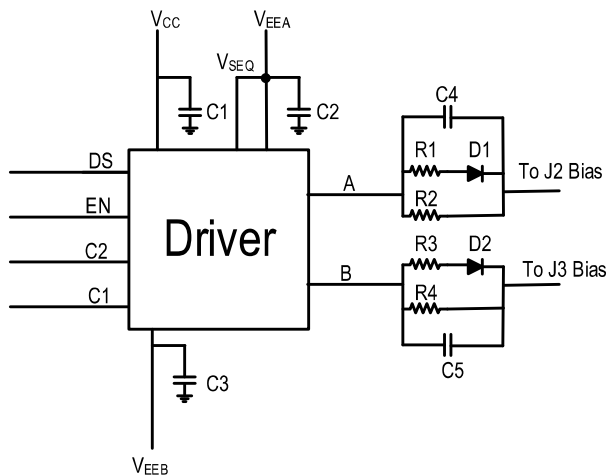 VCC
VEEA
VSEQ
C1
C2
C4
DS
R1
D1
To J2 Bias
EN
A
R2
Driver
C2
R3
D2
To J3 Bias
B
R4
C1
C5
C3
VEEB